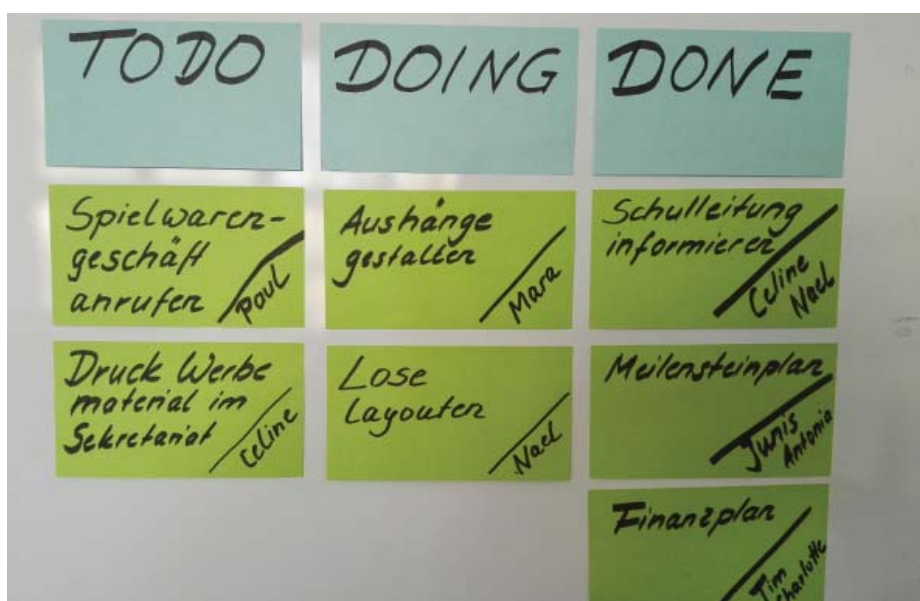 TODO
Spielwaren-
geschäft
anrufen
Paul
Druck Werbe
material im
Sekretariat
Celine
DOING
Aushänge
gestalten
Mara
Lose
Layouten
Nael
DONE
Schulleitung
informieren
Celine
Nael
Meilensteinplan
Junis
Antonia
Finanzplan
Tim
Charlotte